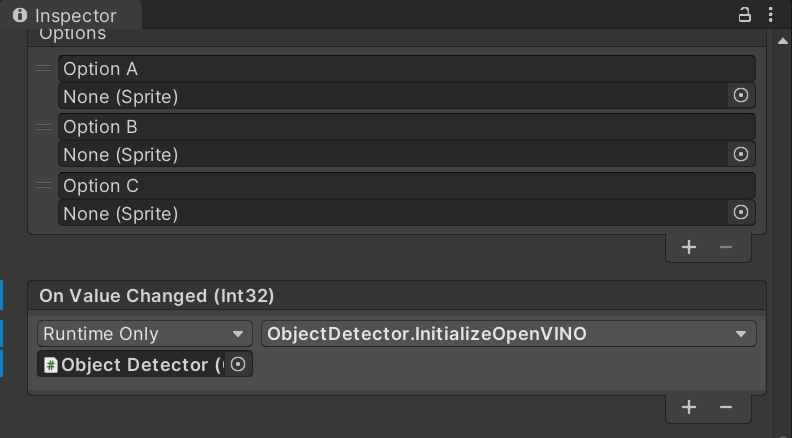 Inspector
Options
Option A
None (Sprite)
Option B
None (Sprite)
Option C
None (Sprite)
On Value Changed (Int32)
Runtime Only ObjectDetector.InitializeOpenVINO
Object Detector (